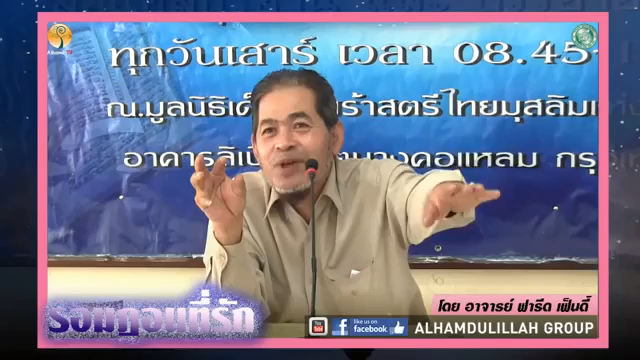 ทุกวันเสาร์ เวลา 08.45-
ณ.มูลนิธิ
สตรีไทยมุสลิม
อาคาร
บางคอแหลม
รอมฎอนที่รัก
โดย อาจารย์ ฟารีด เฟ็นดี้
You Tube
like us on
facebook
ALHAMDULILLAH GROUP